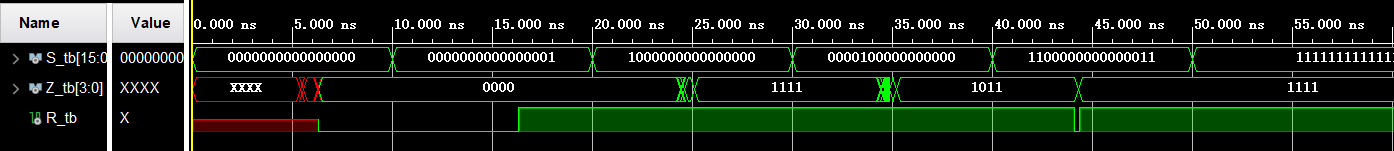 Name Value 0.000 ns 5.000 ns 10.000 ns 15.000 ns 20.000 ns 25.000 ns 30.000 ns 35.000 ns 40.000 ns 45.000 ns 50.000 ns 55.000 ns
S_tb[15:0 00000000 0000000000000000 0000000000000001 1000000000000000 0000100000000000 1100000000000011 1111111111111
Z_tb[3:0] XXXX XXXX 0000 1111 1011 1111
R_tb X